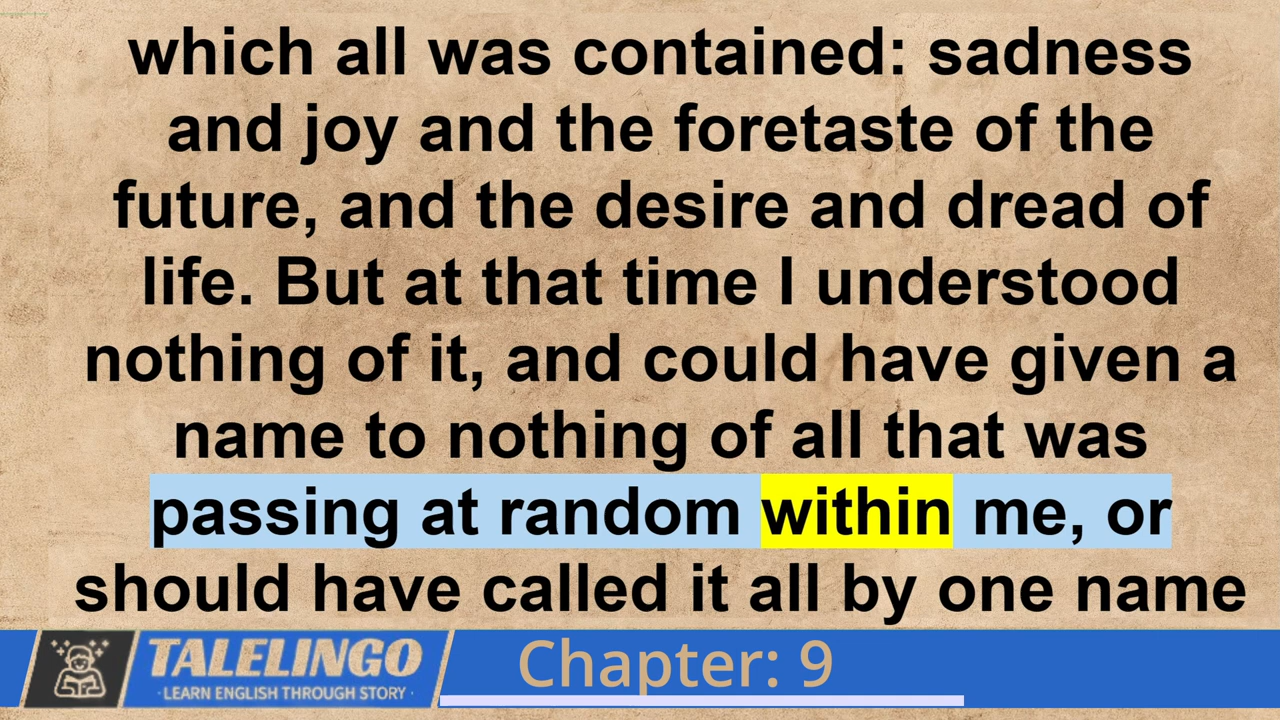 which all was contained: sadness
and joy and the foretaste of the
future, and the desire and dread of
life. But at that time I understood
nothing of it, and could have given a
name to nothing of all that was
passing at random within me, or
should have called it all by one name
TALELINGO
· LEARN ENGLISH THROUGH STORY ·
Chapter: 9